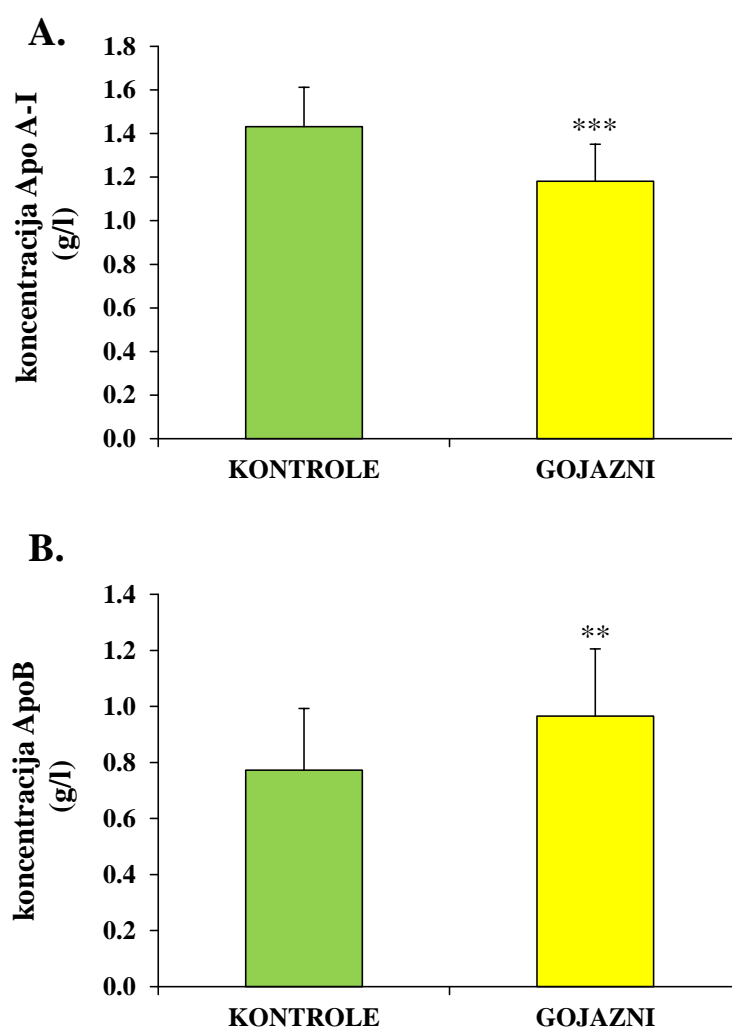 A.
koncentracija Apo A-I
(g/l)
1.8
1.6
1.4
1.2
1.0
0.8
0.6
0.4
0.2
0.0
***
KONTROLE GOJAZNI
B.
koncentracija ApoB
(g/l)
1.4
1.2
1.0
0.8
0.6
0.4
0.2
0.0
**
KONTROLE GOJAZNI